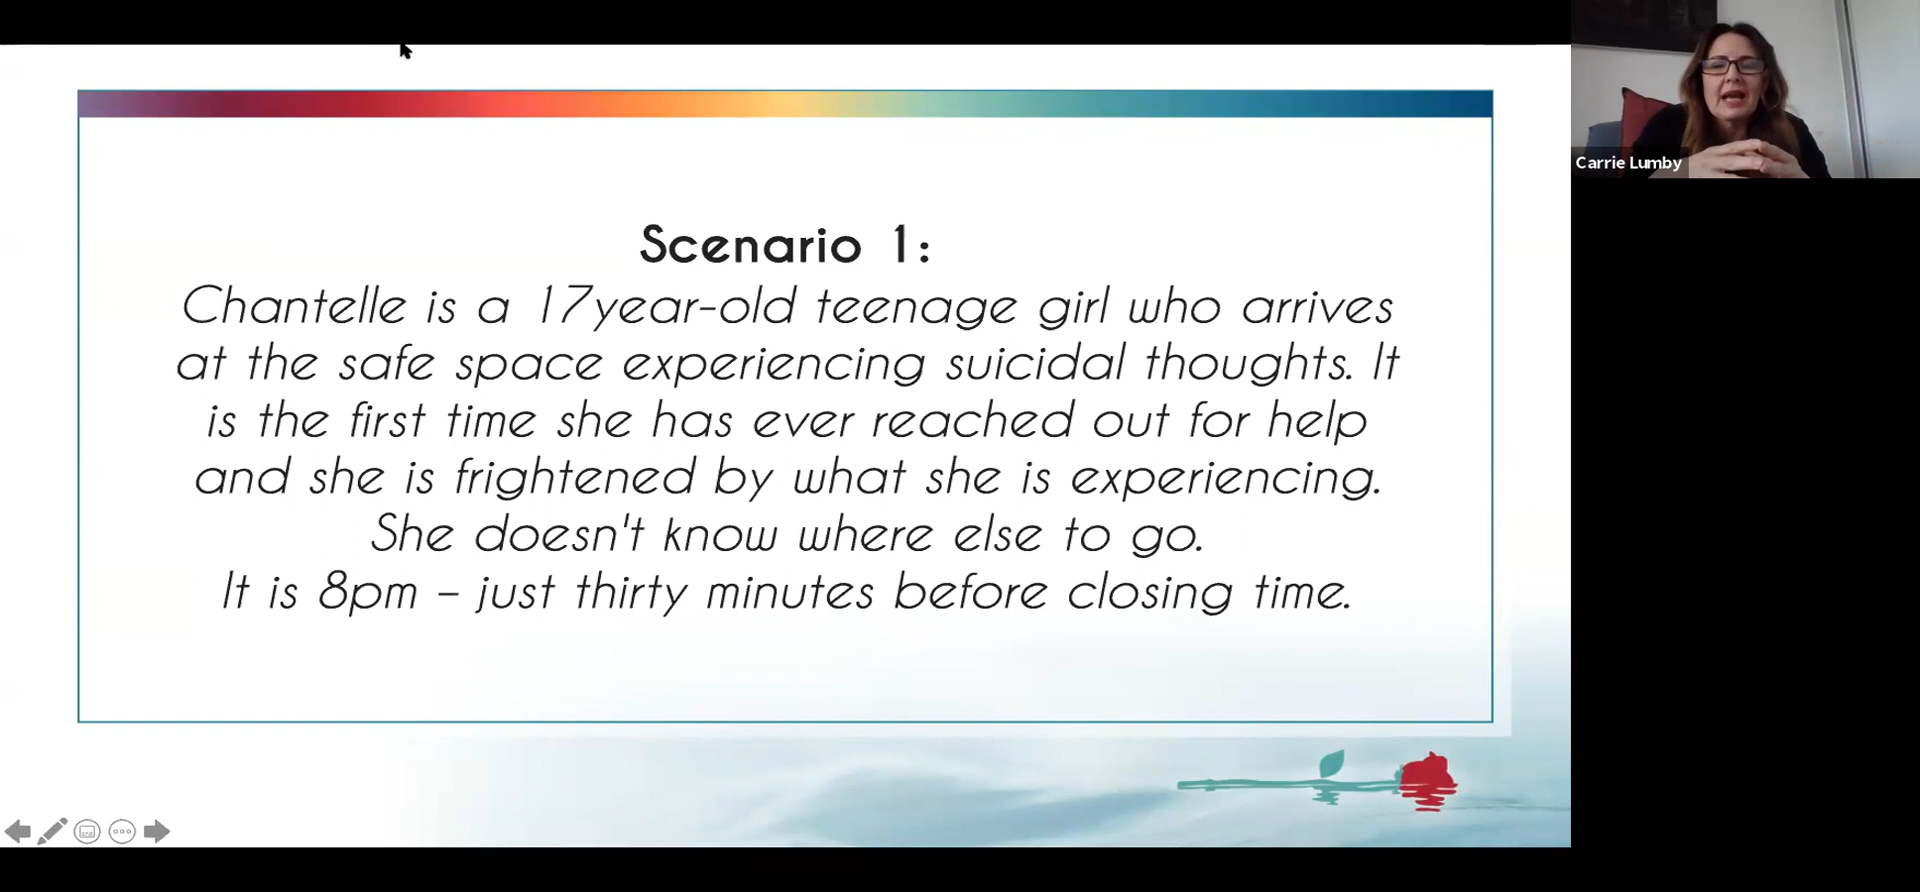 Scenario 1:
Chantelle is a 17year-old teenage girl who arrives
at the safe space experiencing suicidal thoughts. It
is the first time she has ever reached out for help
and she is frightened by what she is experiencing.
She doesn't know where else to go.
It is 8pm – just thirty minutes before closing time.
Carrie Lumby